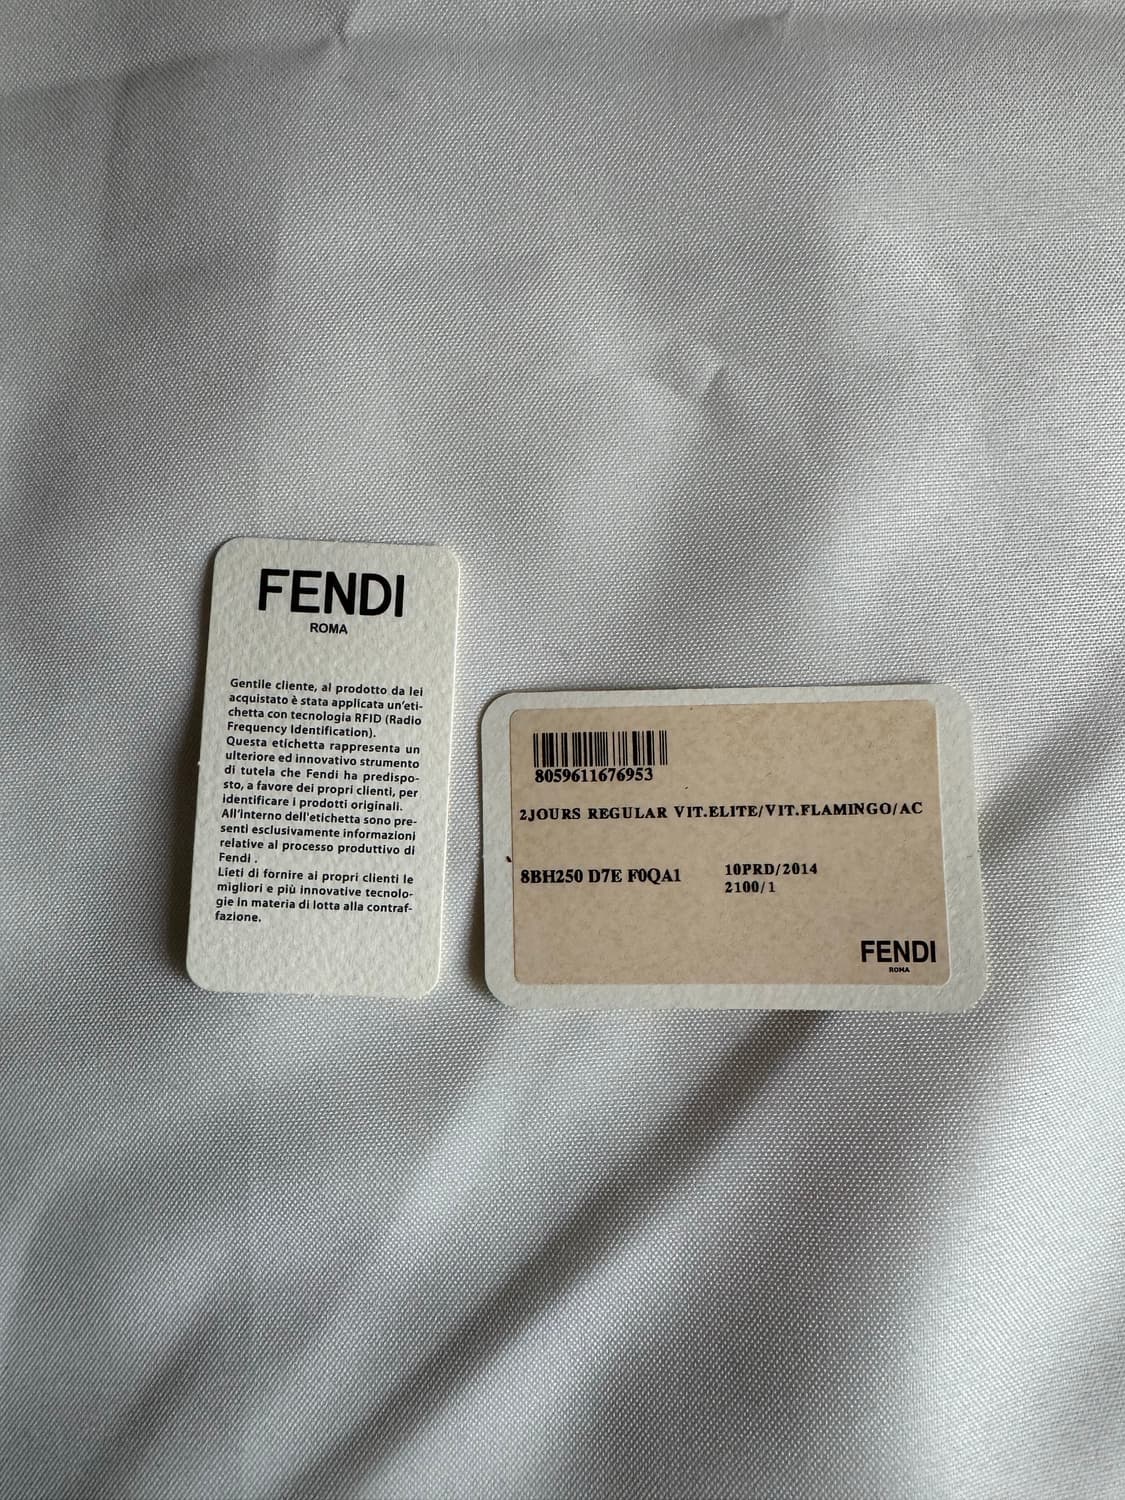 FENDI
ROMA
Gentile cliente, al prodotto da lei
acquistato è stata applicata un'eti-
chetta con tecnologia RFID (Radio
Frequency Identification).
Questa etichetta rappresenta un
ulteriore ed innovativo strumento
di tutela che Fendi ha predispo-
sto, a favore dei propri clienti, per
identificare i prodotti originali.
All'interno dell'etichetta sono pre-
senti esclusivamente informazioni
relative al processo produttivo di
Fendi .
Lieti di fornire ai propri clienti le
migliori e più innovative tecnolo-
gie in materia di lotta alla contraf-
fazione.
8059611676953
2JOURS REGULAR VIT.ELITE/VIT.FLAMINGO/AC
8BH250 D7E F0QA1
10PRD/2014
2100/1
FENDI
ROMA